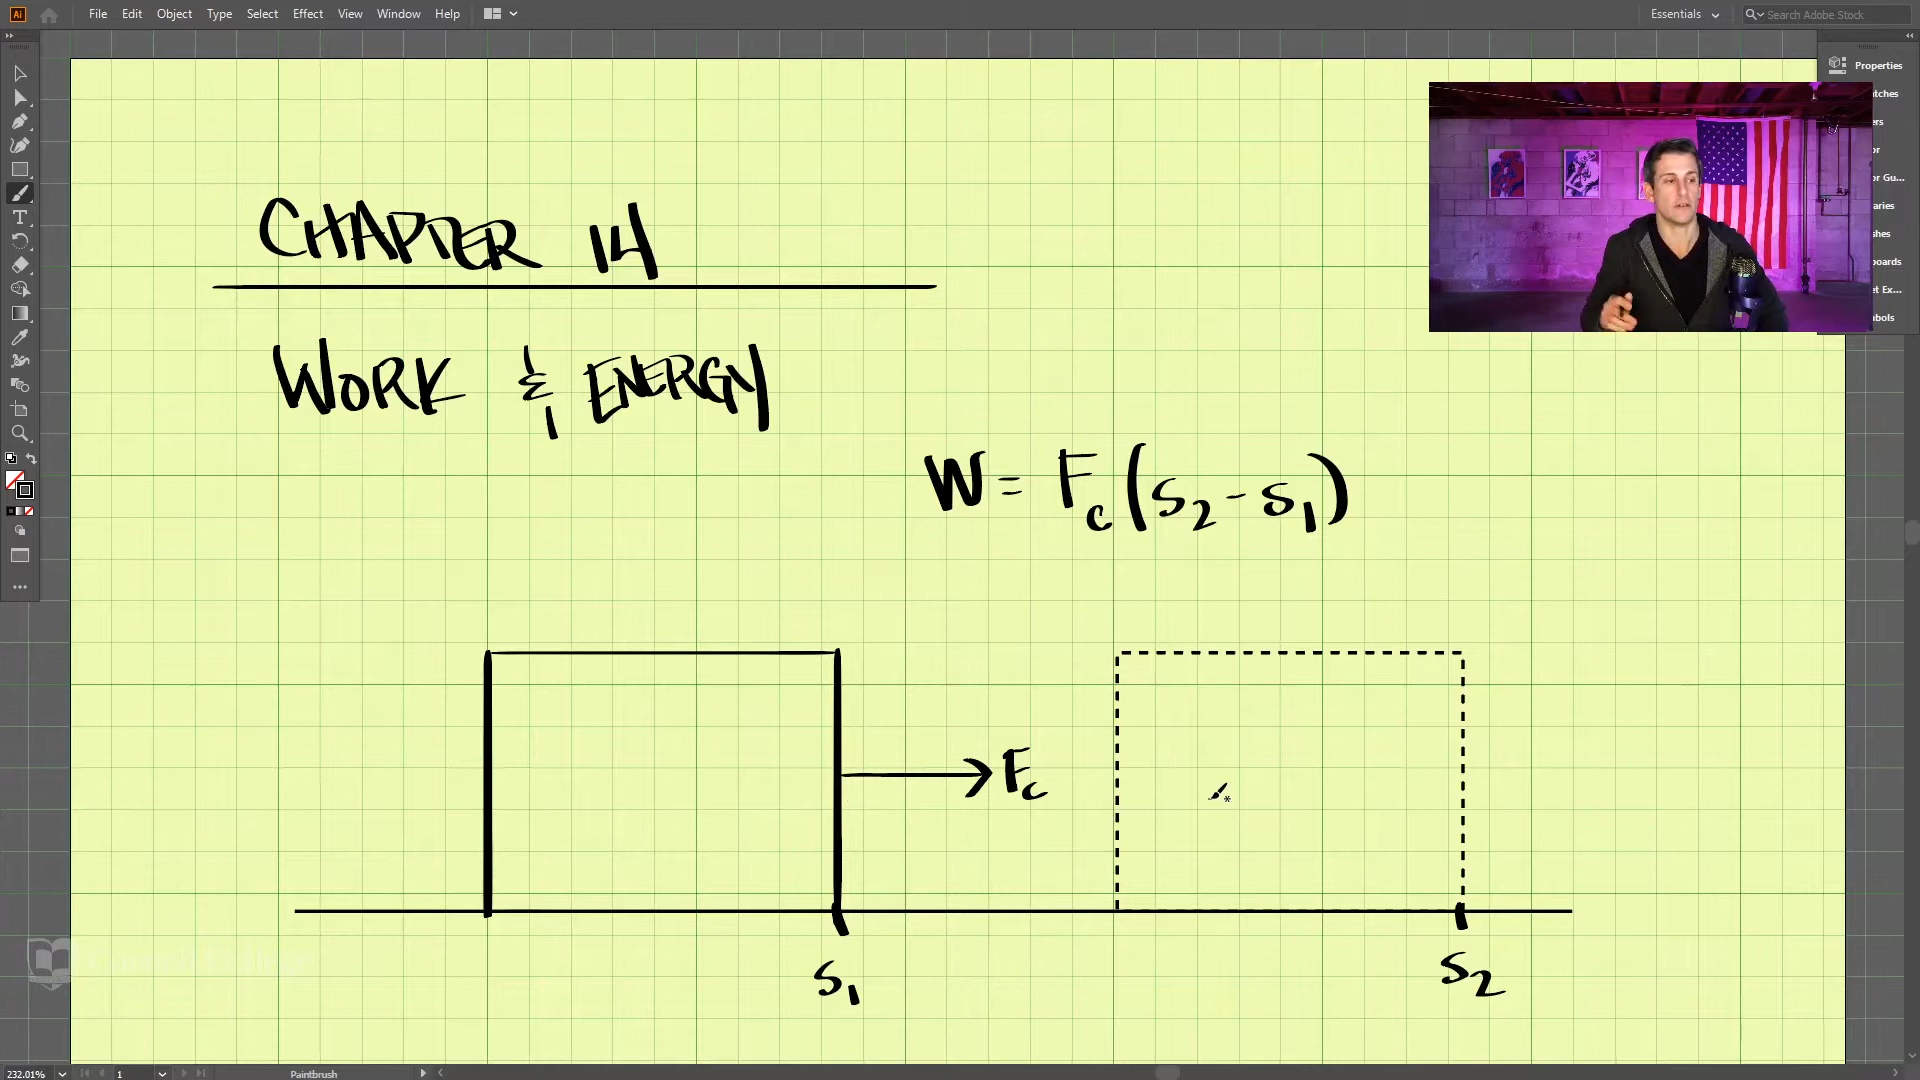 Ai File Edit Object Type Select Effect View Window Help Essentials Search Adobe Stock
Properties
CHAPTER 14
WORK & ENERGY
W = Fc (S2 - S1)
Fc
S1
S2
232.01% 1 Paintbrush